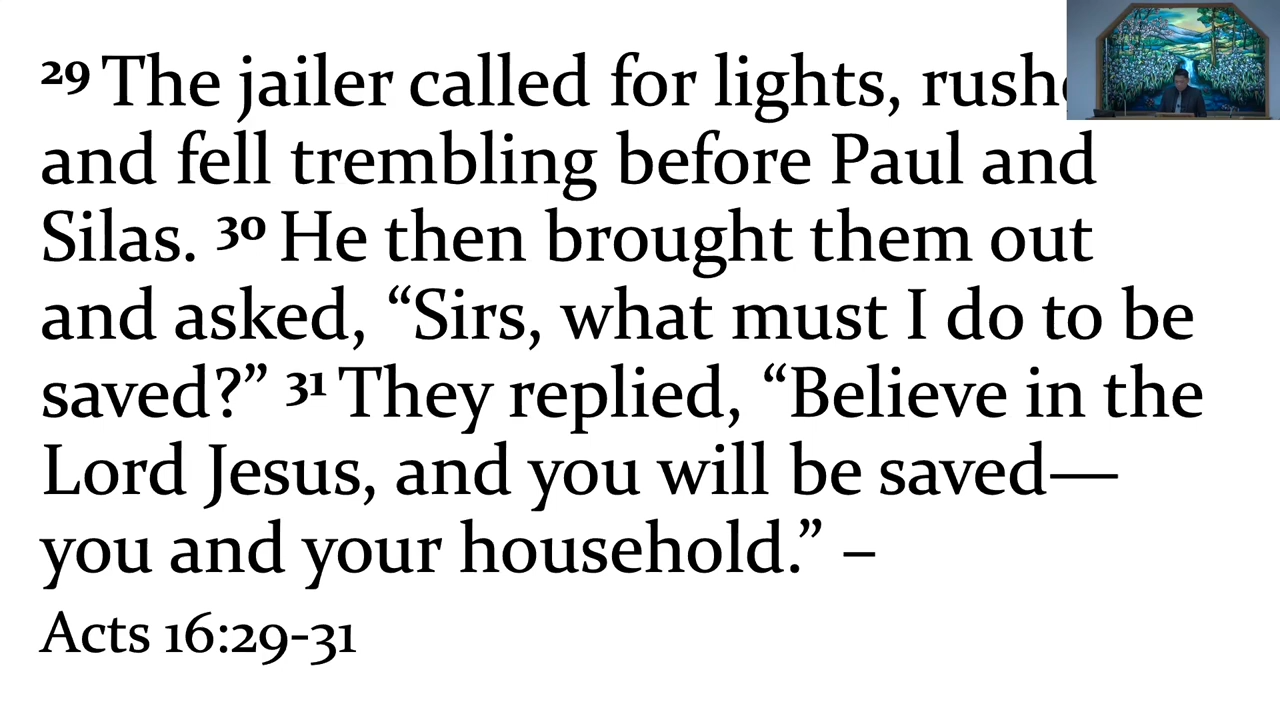 29 The jailer called for lights,
and fell trembling before Paul and
Silas. 30 He then brought them out
and asked, “Sirs, what must I do to be
saved?” 31 They replied, “Believe in the
Lord Jesus, and you will be saved—
you and your household.” –
Acts 16:29-31